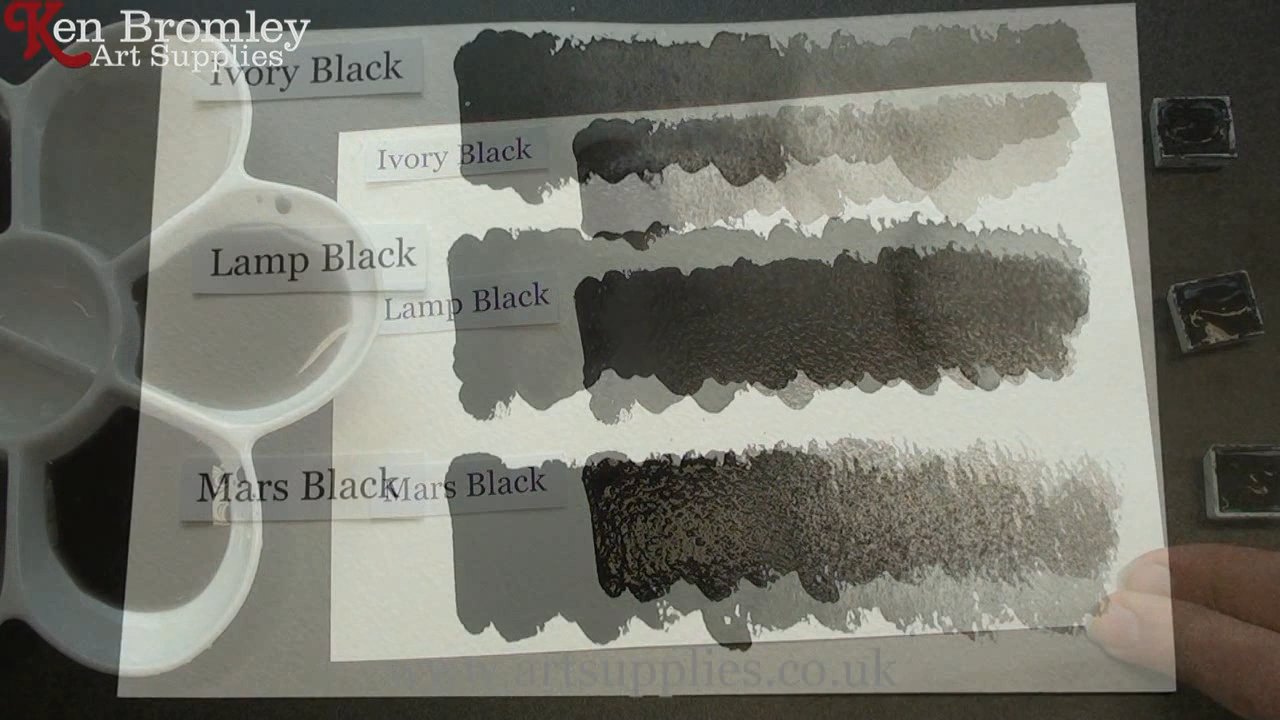 Ken Bromley
Art Supplies
Ivory Black
Ivory Black
Lamp Black
Lamp Black
Mars Black
Mars Black
www.artsupplies.co.uk